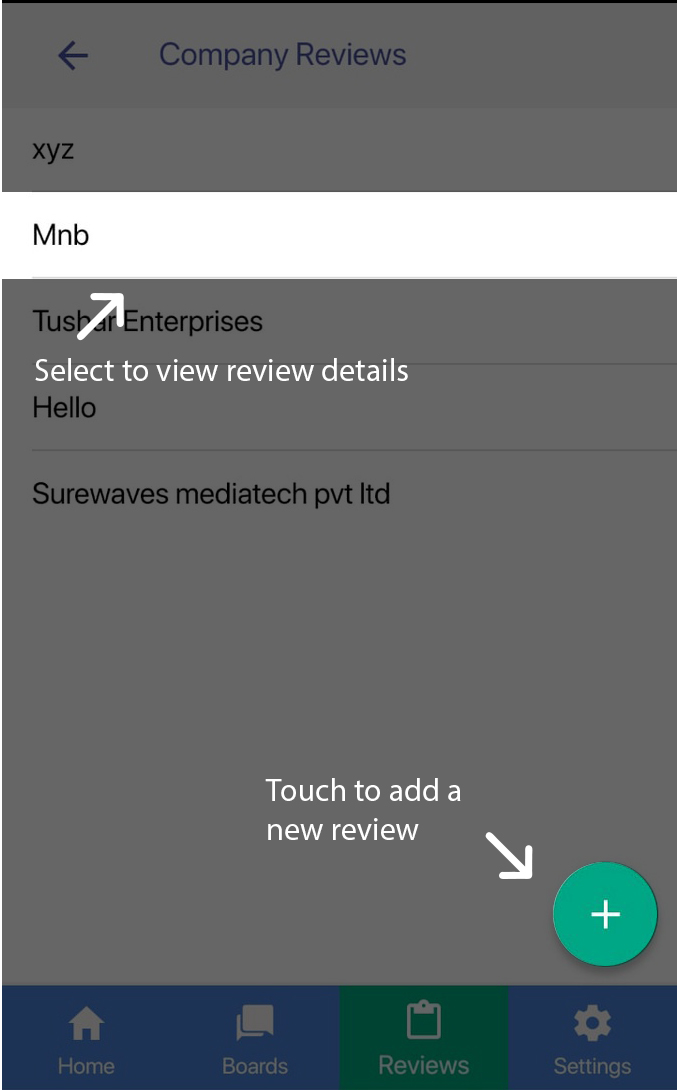 Company Reviews
xyz
Mnb
Tushar Enterprises
Select to view review details
Hello
Surewaves mediatech pvt ltd
Touch to add a
new review
+
Home Boards Reviews Settings